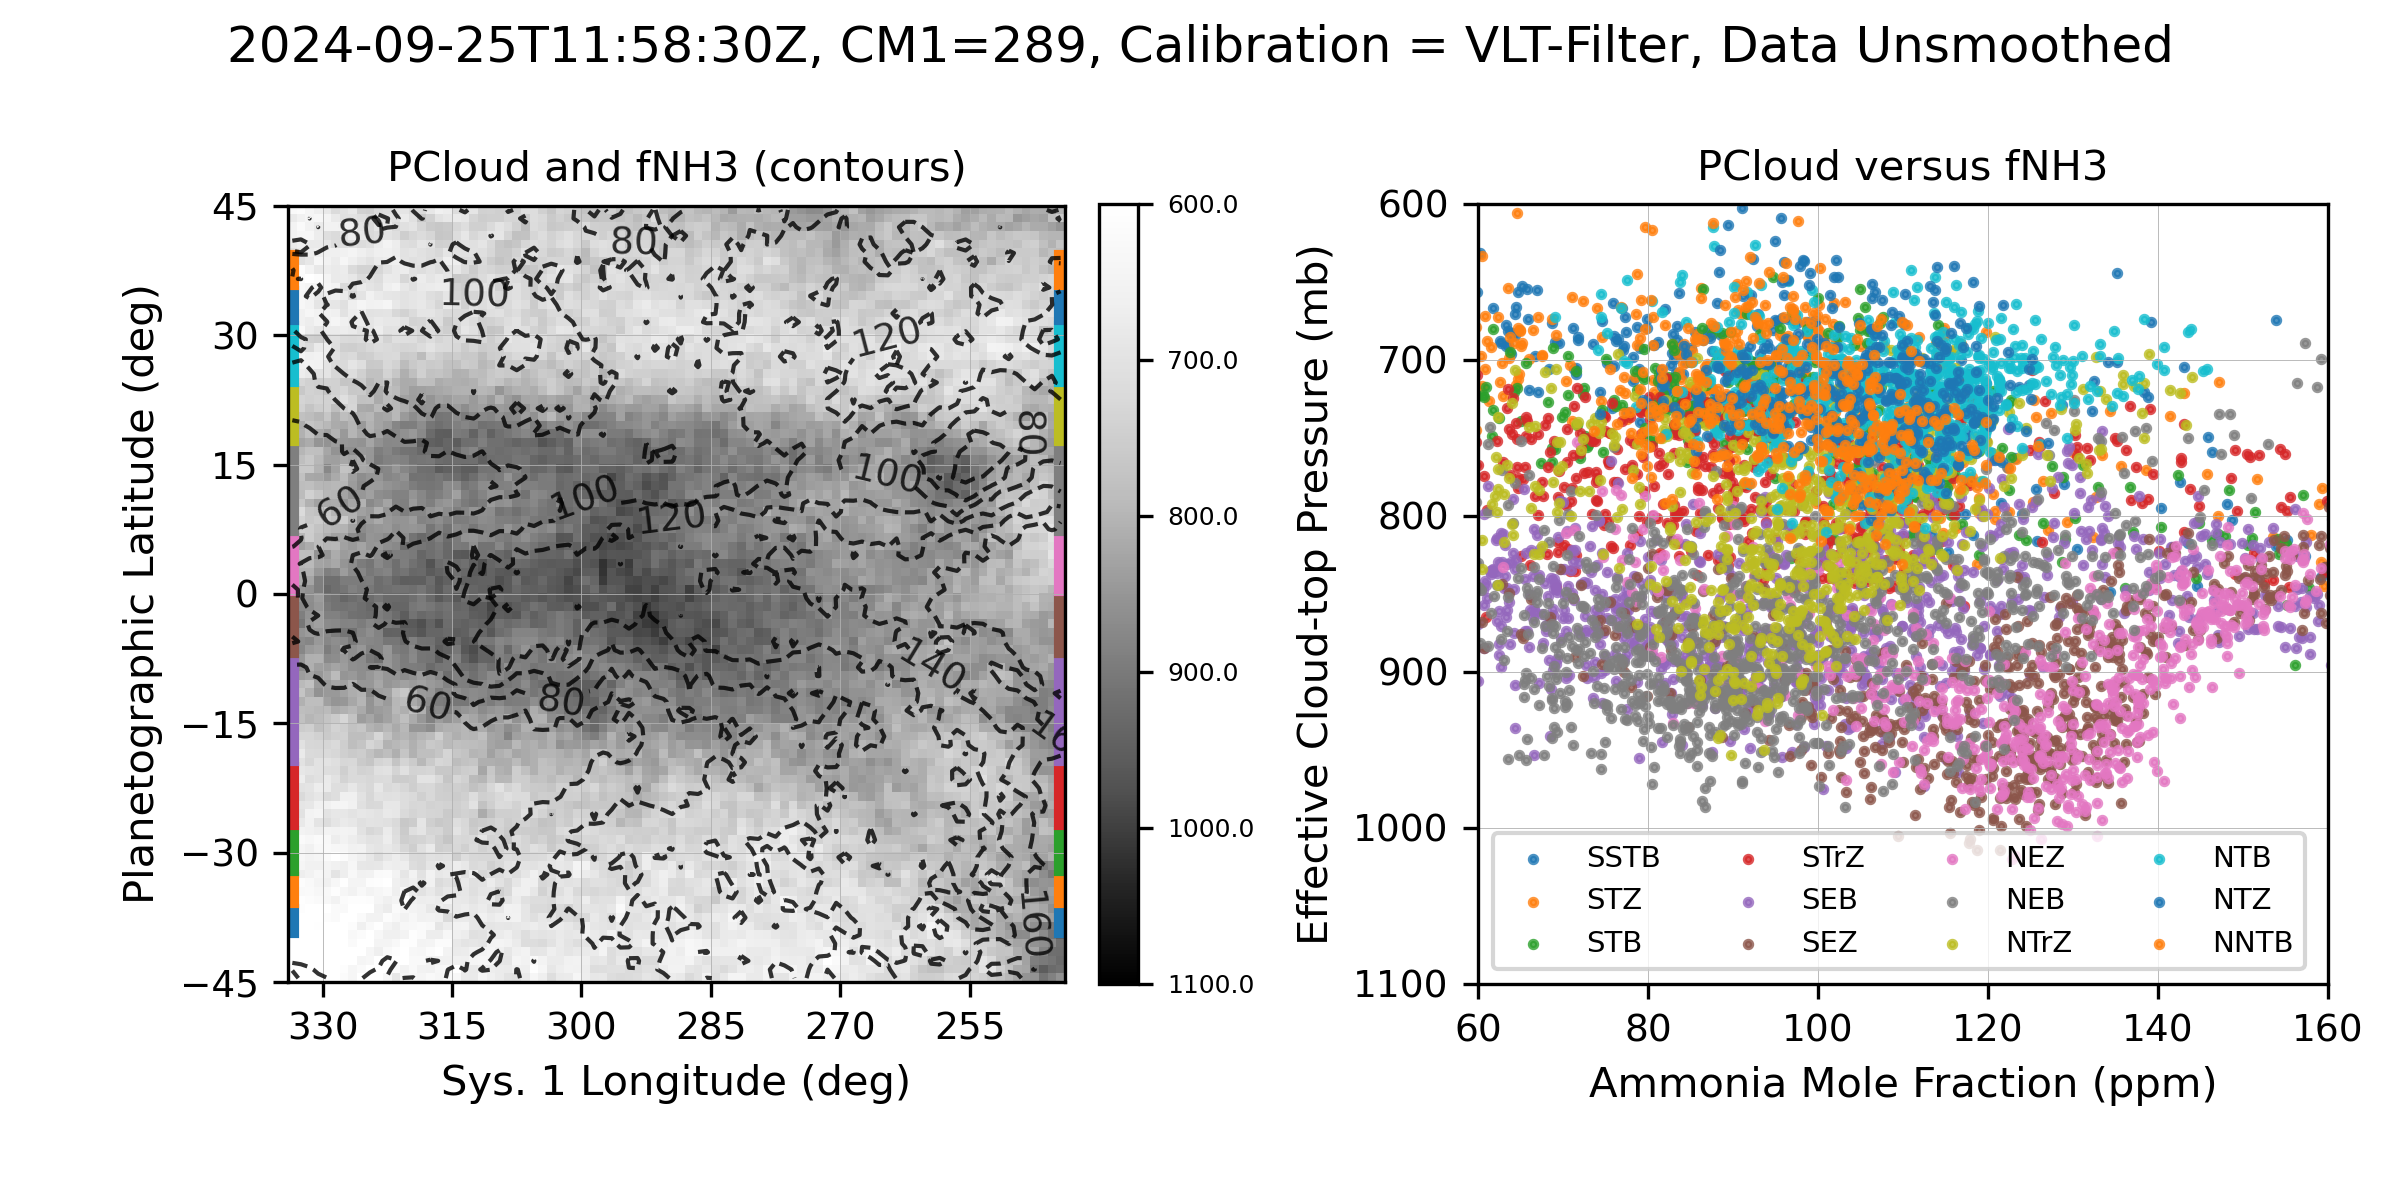 2024-09-25T11:58:30Z, CM1=289, Calibration = VLT-Filter, Data Unsmoothed
PCloud and fNH3 (contours)
Planetographic Latitude (deg)
45
30
15
0
−15
−30
−45
80
80
100
120
80
60
100
120
100
60
80
140
160
330
315
300
285
270
255
Sys. 1 Longitude (deg)
600.0
700.0
800.0
900.0
1000.0
1100.0
PCloud versus fNH3
Effective Cloud-top Pressure (mb)
600
700
800
900
1000
1100
SSTB
STZ
STB
STrZ
SEB
SEZ
NEZ
NEB
NTrZ
NTB
NTZ
NNTB
60
80
100
120
140
160
Ammonia Mole Fraction (ppm)